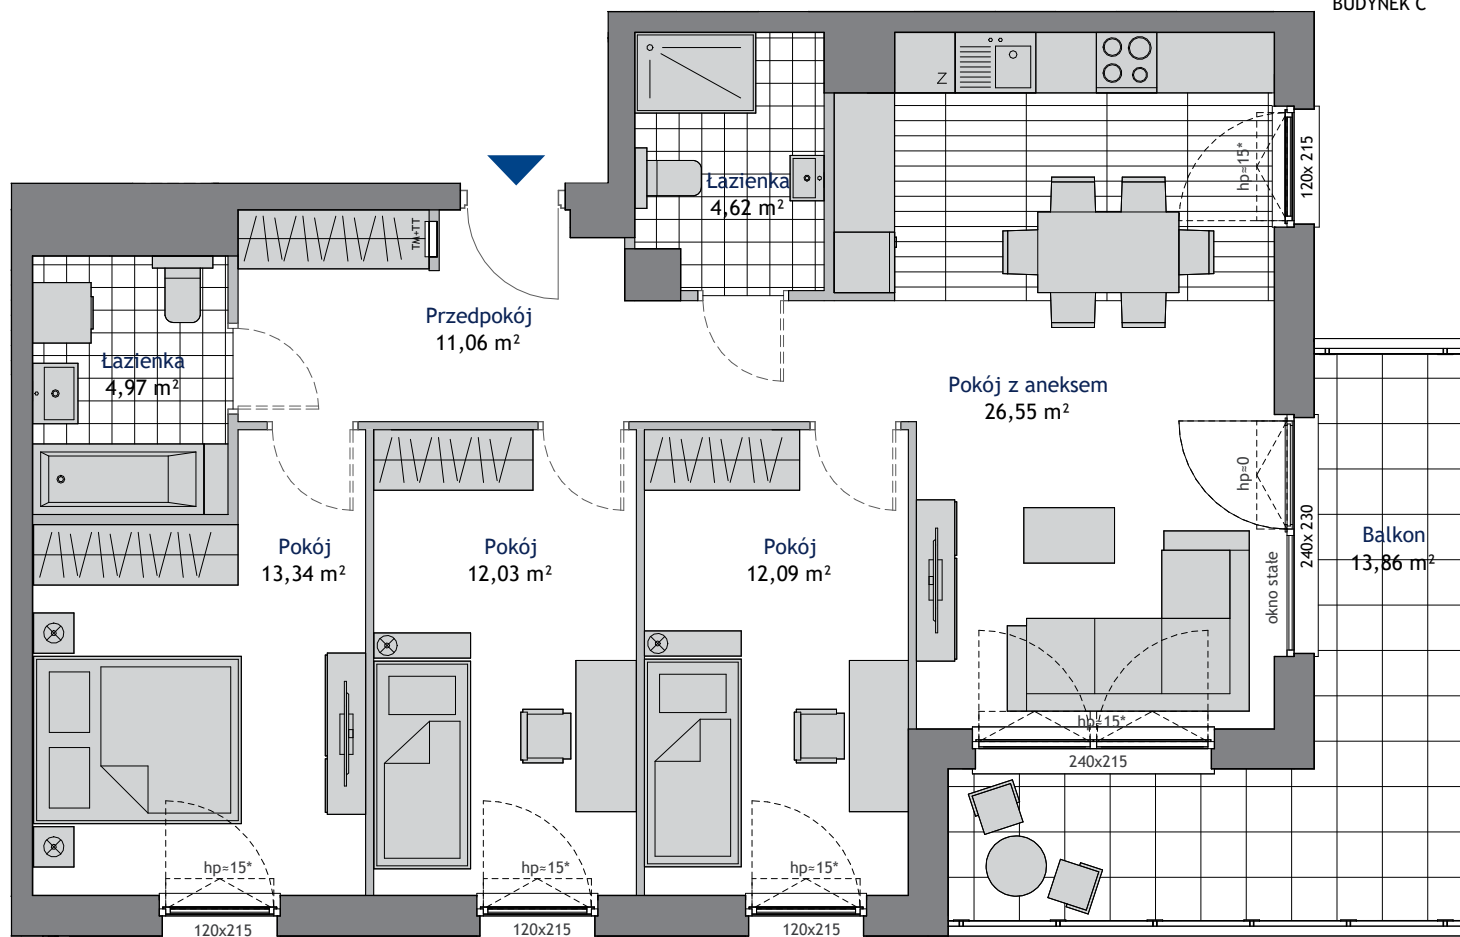 BUDYNEK C
Z
Łazienka
4,62 m²
hp≈15*
120x 215
TM+TT
Przedpokój
11,06 m²
Łazienka
4,97 m²
Pokój z aneksem
26,55 m²
hp≈0
240x 230
okno stałe
Balkon
13,86 m²
Pokój
13,34 m²
Pokój
12,03 m²
Pokój
12,09 m²
hp≈15*
240x215
hp≈15*
hp≈15*
hp≈15*
120x215
120x215
120x215